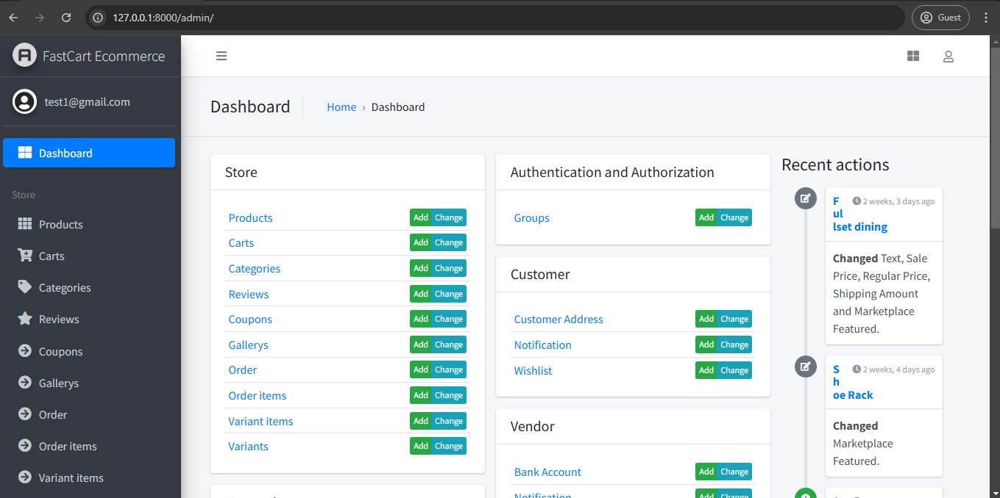 127.0.0.1:8000/admin/
Guest
FastCart Ecommerce
test1@gmail.com
Dashboard
Store
Products
Carts
Categories
Reviews
Coupons
Gallerys
Order
Order items
Variant items
Dashboard
Home › Dashboard
Store
Products Add Change
Carts Add Change
Categories Add Change
Reviews Add Change
Coupons Add Change
Gallerys Add Change
Order Add Change
Order items Add Change
Variant items Add Change
Variants Add Change
Authentication and Authorization
Groups Add Change
Customer
Customer Address Add Change
Notification Add Change
Wishlist Add Change
Vendor
Bank Account Add Change
Notification Add Change
Recent actions
F 2 weeks, 3 days ago
ul
lset dining
Changed Text, Sale
Price, Regular Price,
Shipping Amount
and Marketplace
Featured.
S 2 weeks, 4 days ago
h
oe Rack
Changed
Marketplace
Featured.